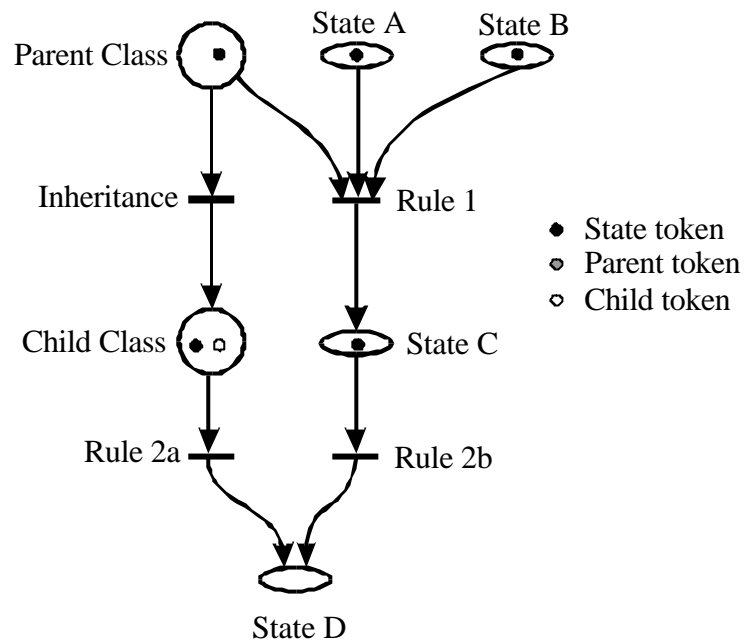 State A
State B
Parent Class
Inheritance
Rule 1
State token
Parent token
Child token
Child Class
State C
Rule 2a
Rule 2b
State D